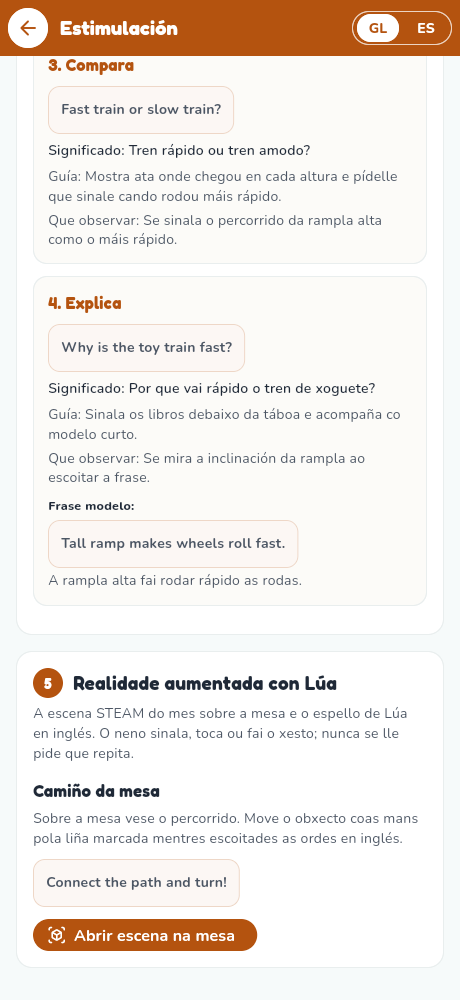 Estimulación
GL
ES
3. Compara
Fast train or slow train?
Significado: Tren rápido ou tren amodo?
Guía: Mostra ata onde chegou en cada altura e pídelle
que sinale cando rodou máis rápido.
Que observar: Se sinala o percorrido da rampla alta
como o máis rápido.
4. Explica
Why is the toy train fast?
Significado: Por que vai rápido o tren de xoguete?
Guía: Sinala os libros debaixo da táboa e acompaña co
modelo curto.
Que observar: Se mira a inclinación da rampla ao
escoitar a frase.
Frase modelo:
Tall ramp makes wheels roll fast.
A rampla alta fai rodar rápido as rodas.
5
Realidade aumentada con Lúa
A escena STEAM do mes sobre a mesa e o espello de Lúa
en inglés. O neno sinala, toca ou fai o xesto; nunca se lle
pide que repita.
Camiño da mesa
Sobre a mesa vese o percorrido. Move o obxecto coas mans
pola liña marcada mentres escoitades as ordes en inglés.
Connect the path and turn!
Abrir escena na mesa